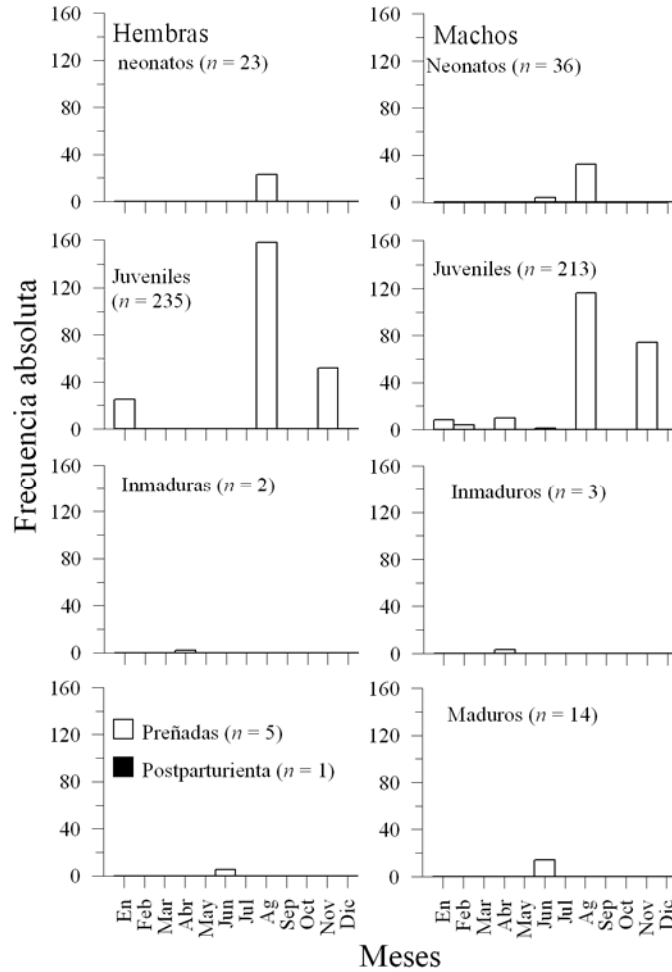 Hembras
neonatos (n = 23)
160
120
80
40
0
Machos
Neonatos (n = 36)
160
120
80
40
0
Juveniles
(n = 235)
160
120
80
40
0
Juveniles (n = 213)
160
120
80
40
0
Inmaduras (n = 2)
160
120
80
40
0
Inmaduros (n = 3)
160
120
80
40
0
Preñadas (n = 5)
Postparturienta (n = 1)
160
120
80
40
0
Maduros (n = 14)
160
120
80
40
0
Frecuencia absoluta
En Feb Mar Abr May Jun Jul Ag Sep Oct Nov Dic
En Feb Mar Abr May Jun Jul Ag Sep Oct Nov Dic
Meses